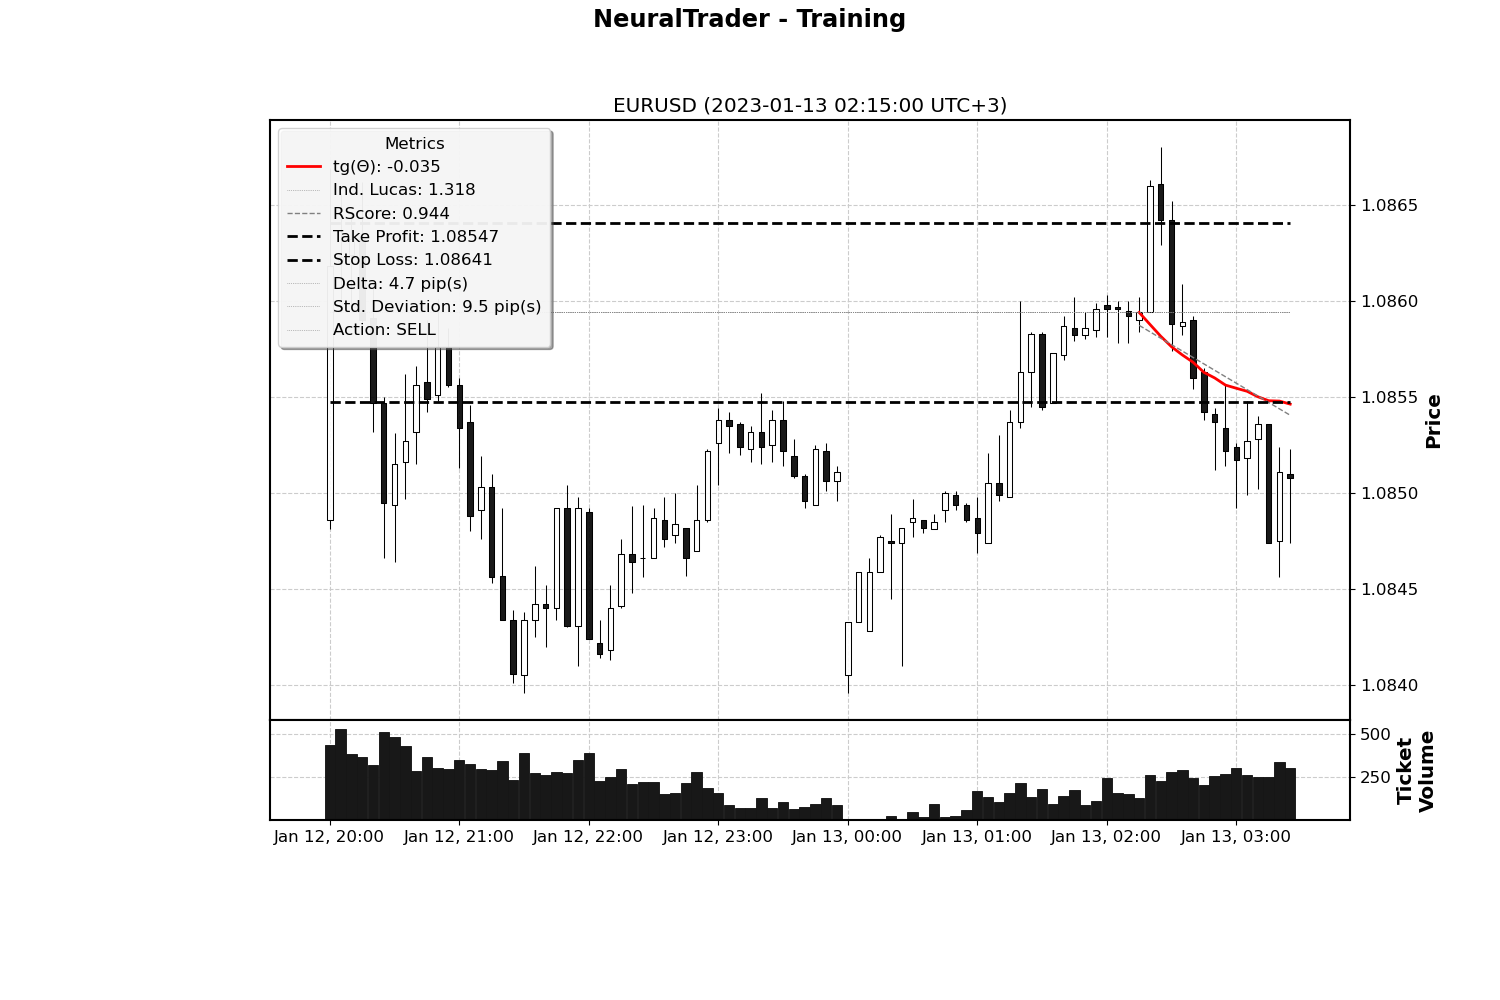 NeuralTrader - Training
EURUSD (2023-01-13 02:15:00 UTC+3)
Metrics
tg(Θ): -0.035
Ind. Lucas: 1.318
RScore: 0.944
Take Profit: 1.08547
Stop Loss: 1.08641
Delta: 4.7 pip(s)
Std. Deviation: 9.5 pip(s)
Action: SELL
1.0865
1.0860
1.0855
1.0850
1.0845
1.0840
Price
500
250
Ticket
Volume
Jan 12, 20:00
Jan 12, 21:00
Jan 12, 22:00
Jan 12, 23:00
Jan 13, 00:00
Jan 13, 01:00
Jan 13, 02:00
Jan 13, 03:00